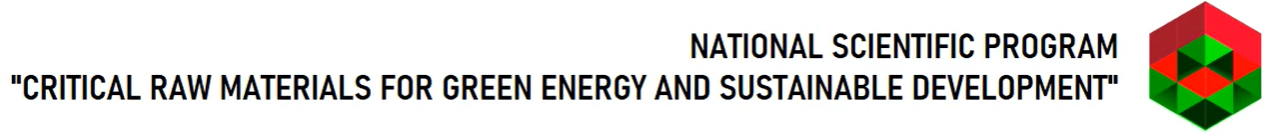 NATIONAL SCIENTIFIC PROGRAM
"CRITICAL RAW MATERIALS FOR GREEN ENERGY AND SUSTAINABLE DEVELOPMENT"